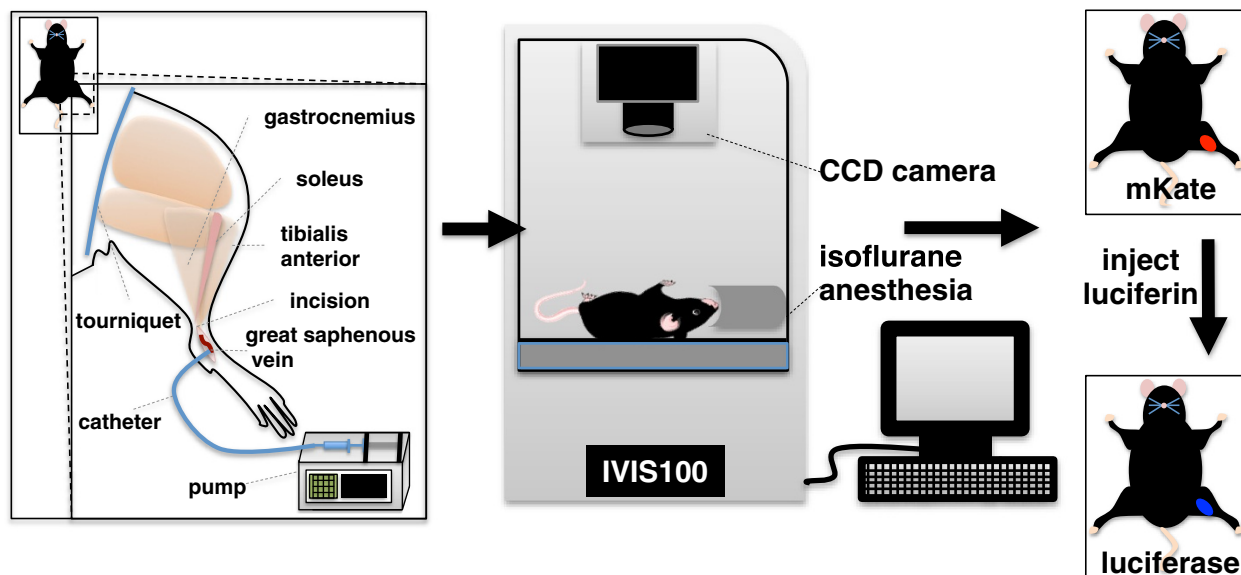 gastrocnemius
soleus
tibialis
anterior
incision
tourniquet
great saphenous
vein
catheter
pump
CCD camera
isoflurane
anesthesia
IVIS100
mKate
inject
luciferin
luciferase